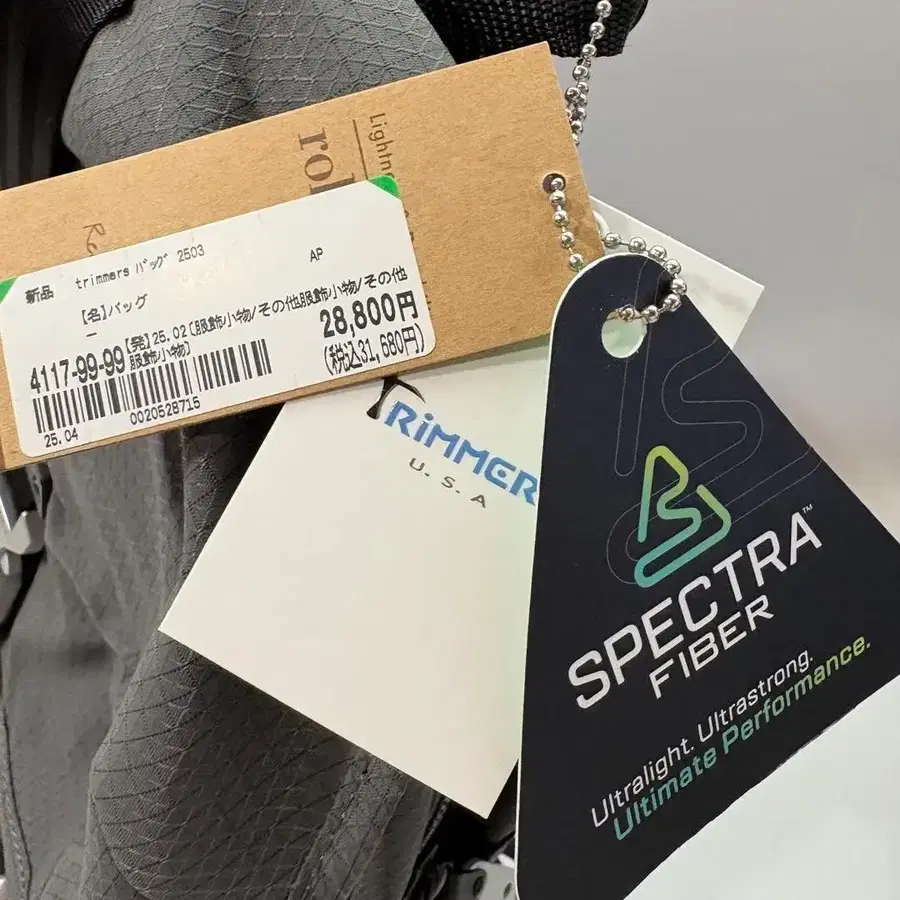 Lightn
rol
Re
新品 trimmers バッグ 2503 AP
【名】バッグ
ー
【発】25.02〔服飾小物/その他服飾小物/その他
服飾小物〕
4117-99-99
28,800円
(税込31,680円)
0020528715
25.04
TRiMMER
U.S.A
SPECTRA™
FIBER
Ultralight. Ultrastrong.
Ultimate Performance.